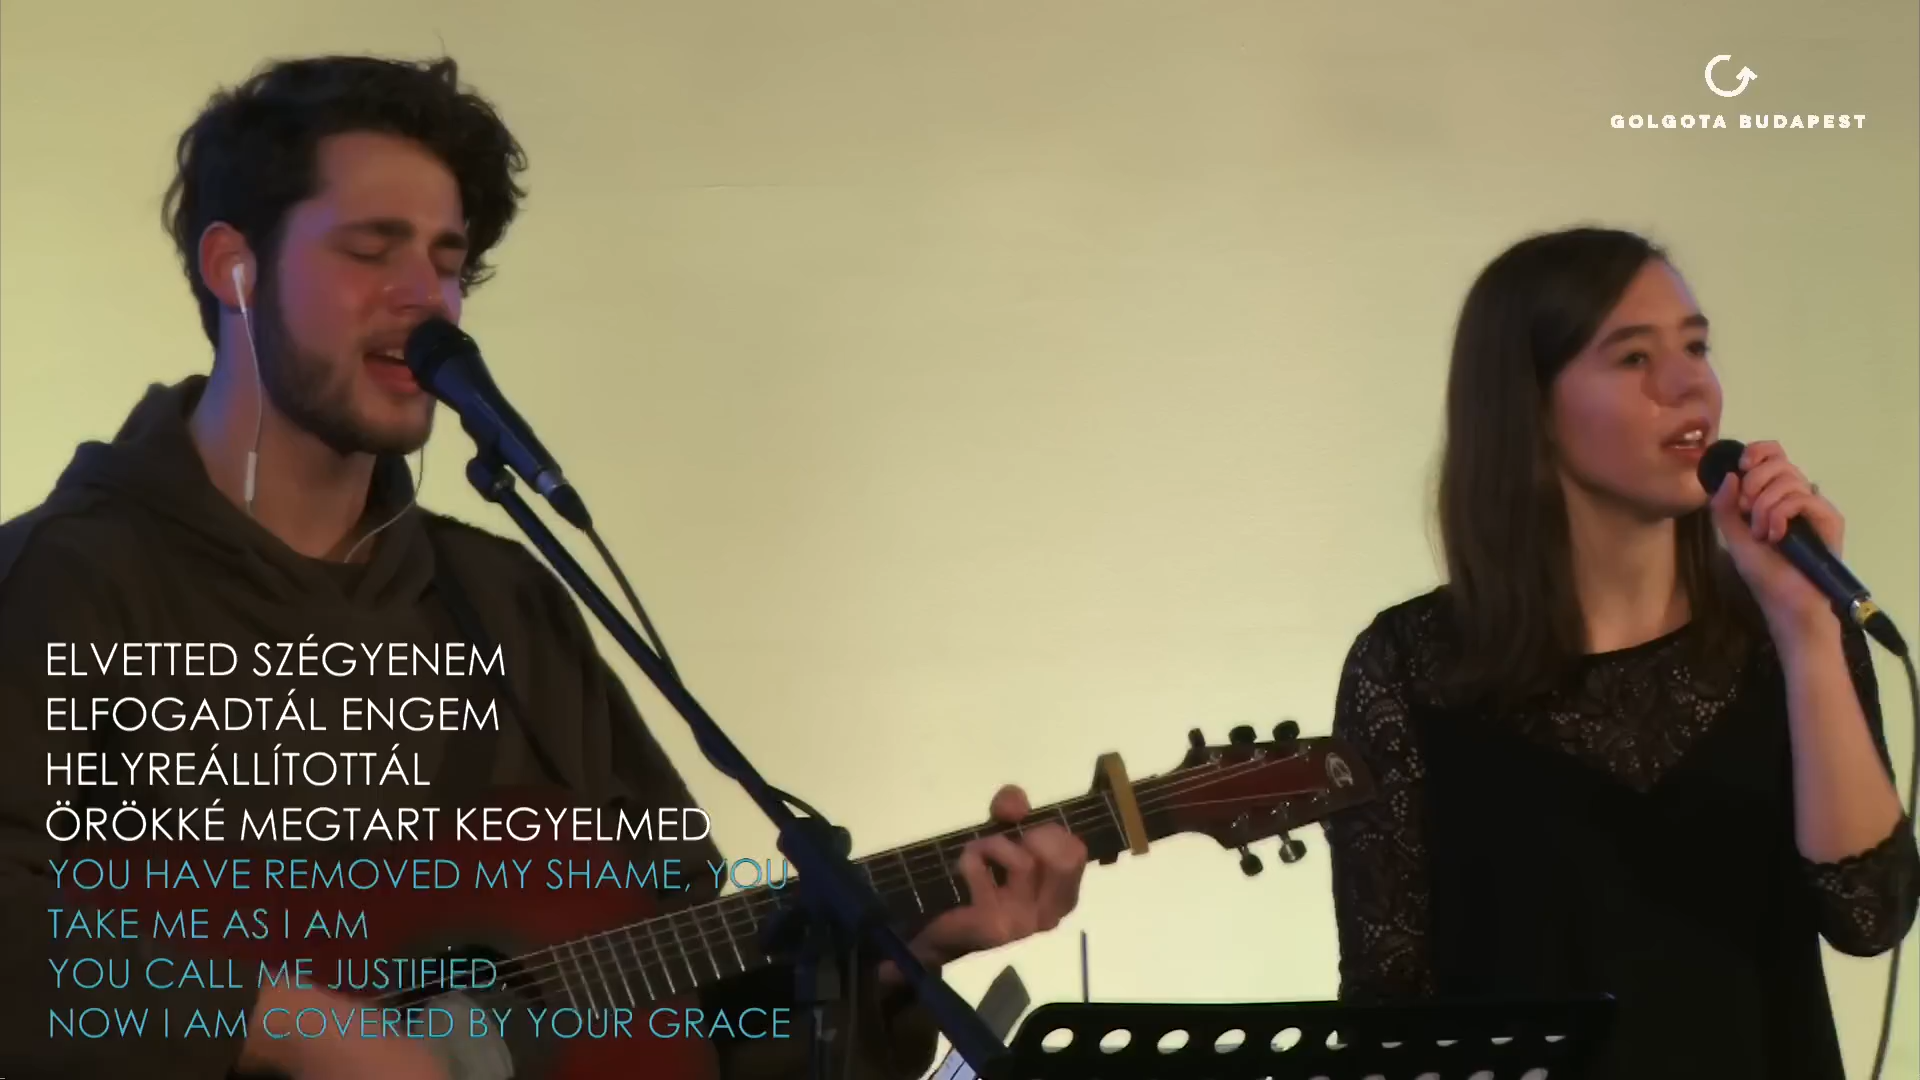 GOLGOTA BUDAPEST
ELVETTED SZÉGYENEM
ELFOGADTÁL ENGEM
HELYREÁLLÍTOTTÁL
ÖRÖKKÉ MEGTART KEGYELMED
YOU HAVE REMOVED MY SHAME, YOU
TAKE ME AS I AM
YOU CALL ME JUSTIFIED,
NOW I AM COVERED BY YOUR GRACE